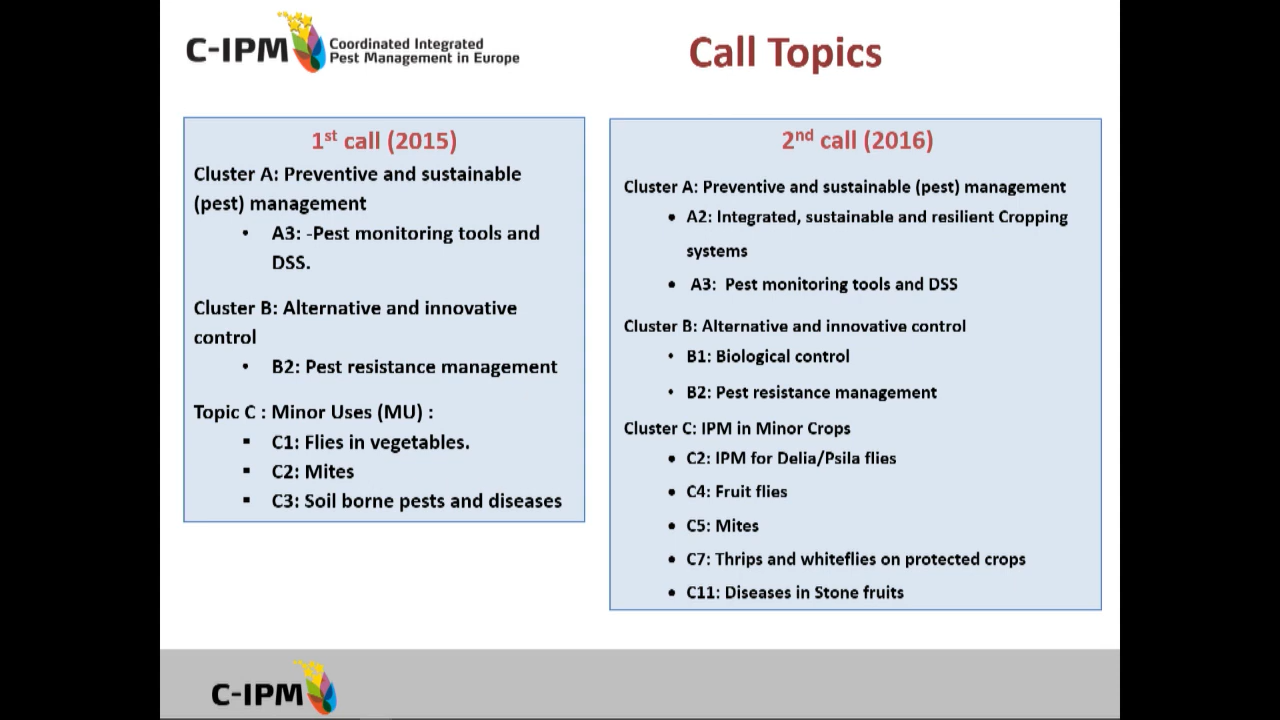 C-IPM Coordinated Integrated
Pest Management in Europe
Call Topics
1st call (2015)
Cluster A: Preventive and sustainable
(pest) management
• A3: -Pest monitoring tools and
DSS.
Cluster B: Alternative and innovative
control
• B2: Pest resistance management
Topic C : Minor Uses (MU) :
▪ C1: Flies in vegetables.
▪ C2: Mites
▪ C3: Soil borne pests and diseases
2nd call (2016)
Cluster A: Preventive and sustainable (pest) management
• A2: Integrated, sustainable and resilient Cropping
systems
• A3: Pest monitoring tools and DSS
Cluster B: Alternative and innovative control
• B1: Biological control
• B2: Pest resistance management
Cluster C: IPM in Minor Crops
• C2: IPM for Delia/Psila flies
• C4: Fruit flies
• C5: Mites
• C7: Thrips and whiteflies on protected crops
• C11: Diseases in Stone fruits
C-IPM